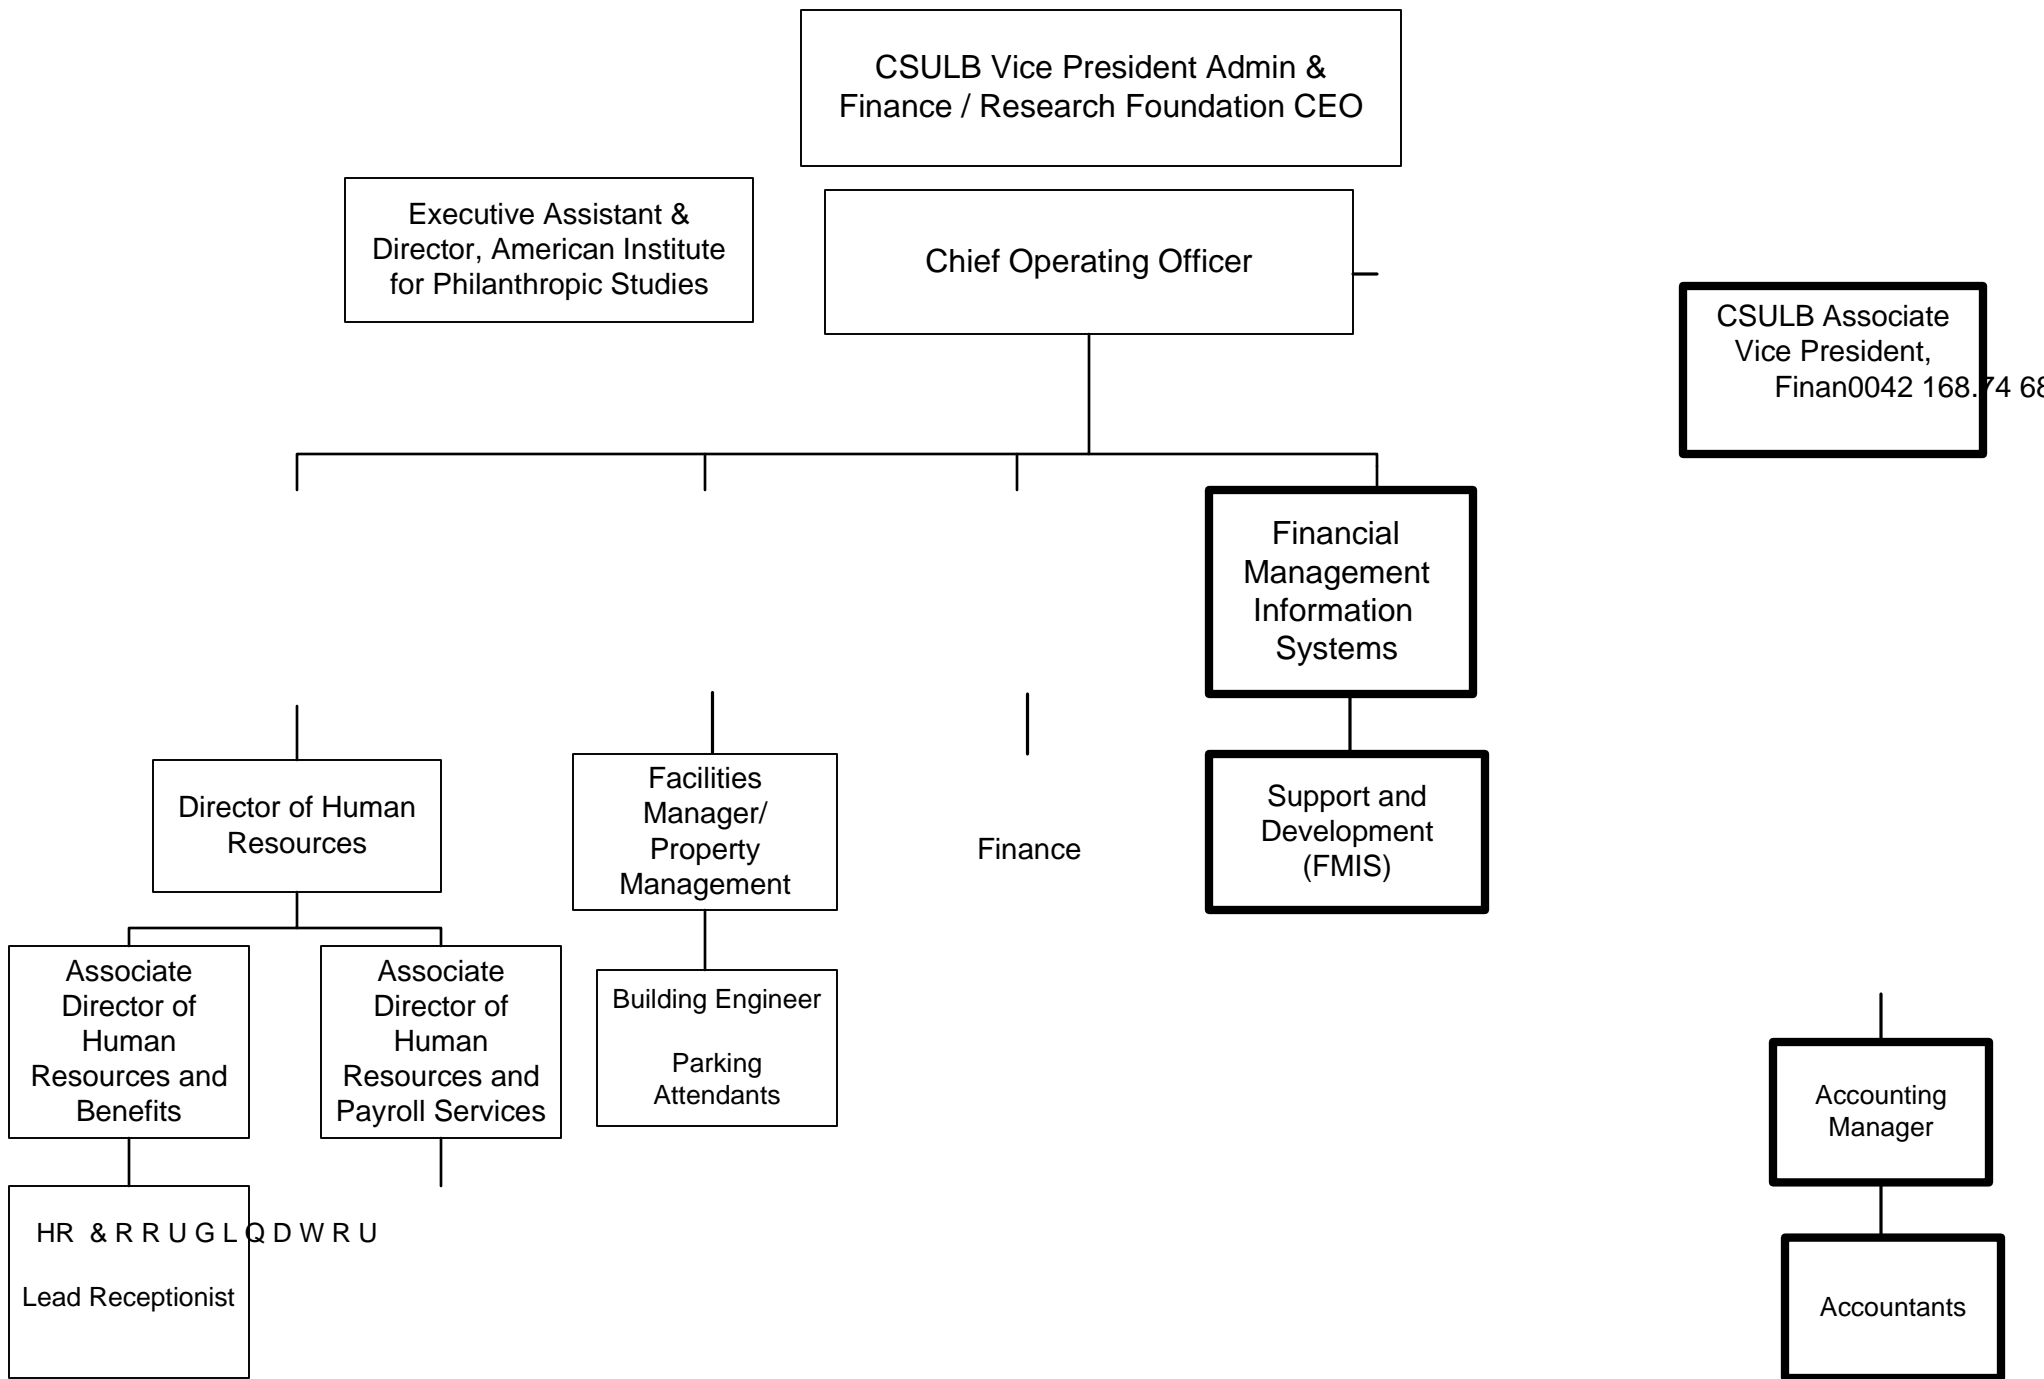 CSULB Vice President Admin &
Finance / Research Foundation CEO
Executive Assistant &
Director, American Institute
for Philanthropic Studies
Chief Operating Officer
CSULB Associate
Vice President,
Finan0042 168.74 68
Financial
Management
Information
Systems
Director of Human
Resources
Facilities
Manager/
Property
Management
Finance
Support and
Development
(FMIS)
Associate
Director of
Human
Resources and
Benefits
Associate
Director of
Human
Resources and
Payroll Services
Building Engineer
Parking
Attendants
Accounting
Manager
HR & R R U G L Q D W R U
Lead Receptionist
Accountants